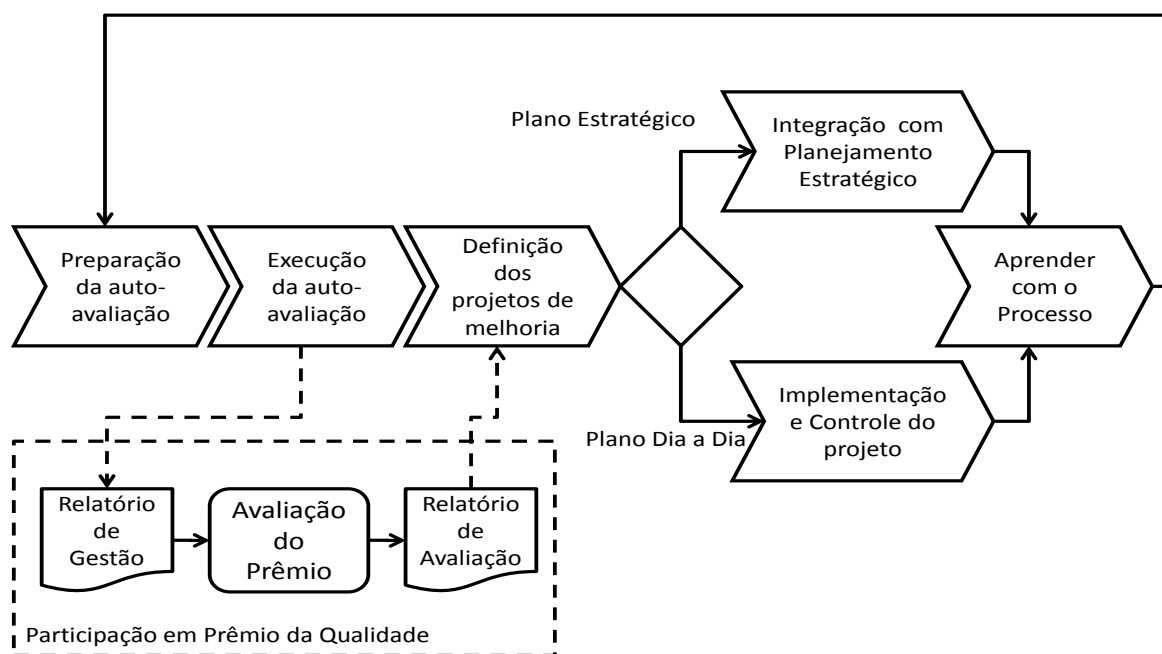 Plano Estratégico
Integração com
Planejamento
Estratégico
Preparação
da auto-
avaliação
Execução
da auto-
avaliação
Definição
dos
projetos de
melhoria
Aprender
com o
Processo
Plano Dia a Dia
Implementação
e Controle do
projeto
Relatório
de
Gestão
Avaliação
do
Prêmio
Relatório
de
Avaliação
Participação em Prêmio da Qualidade